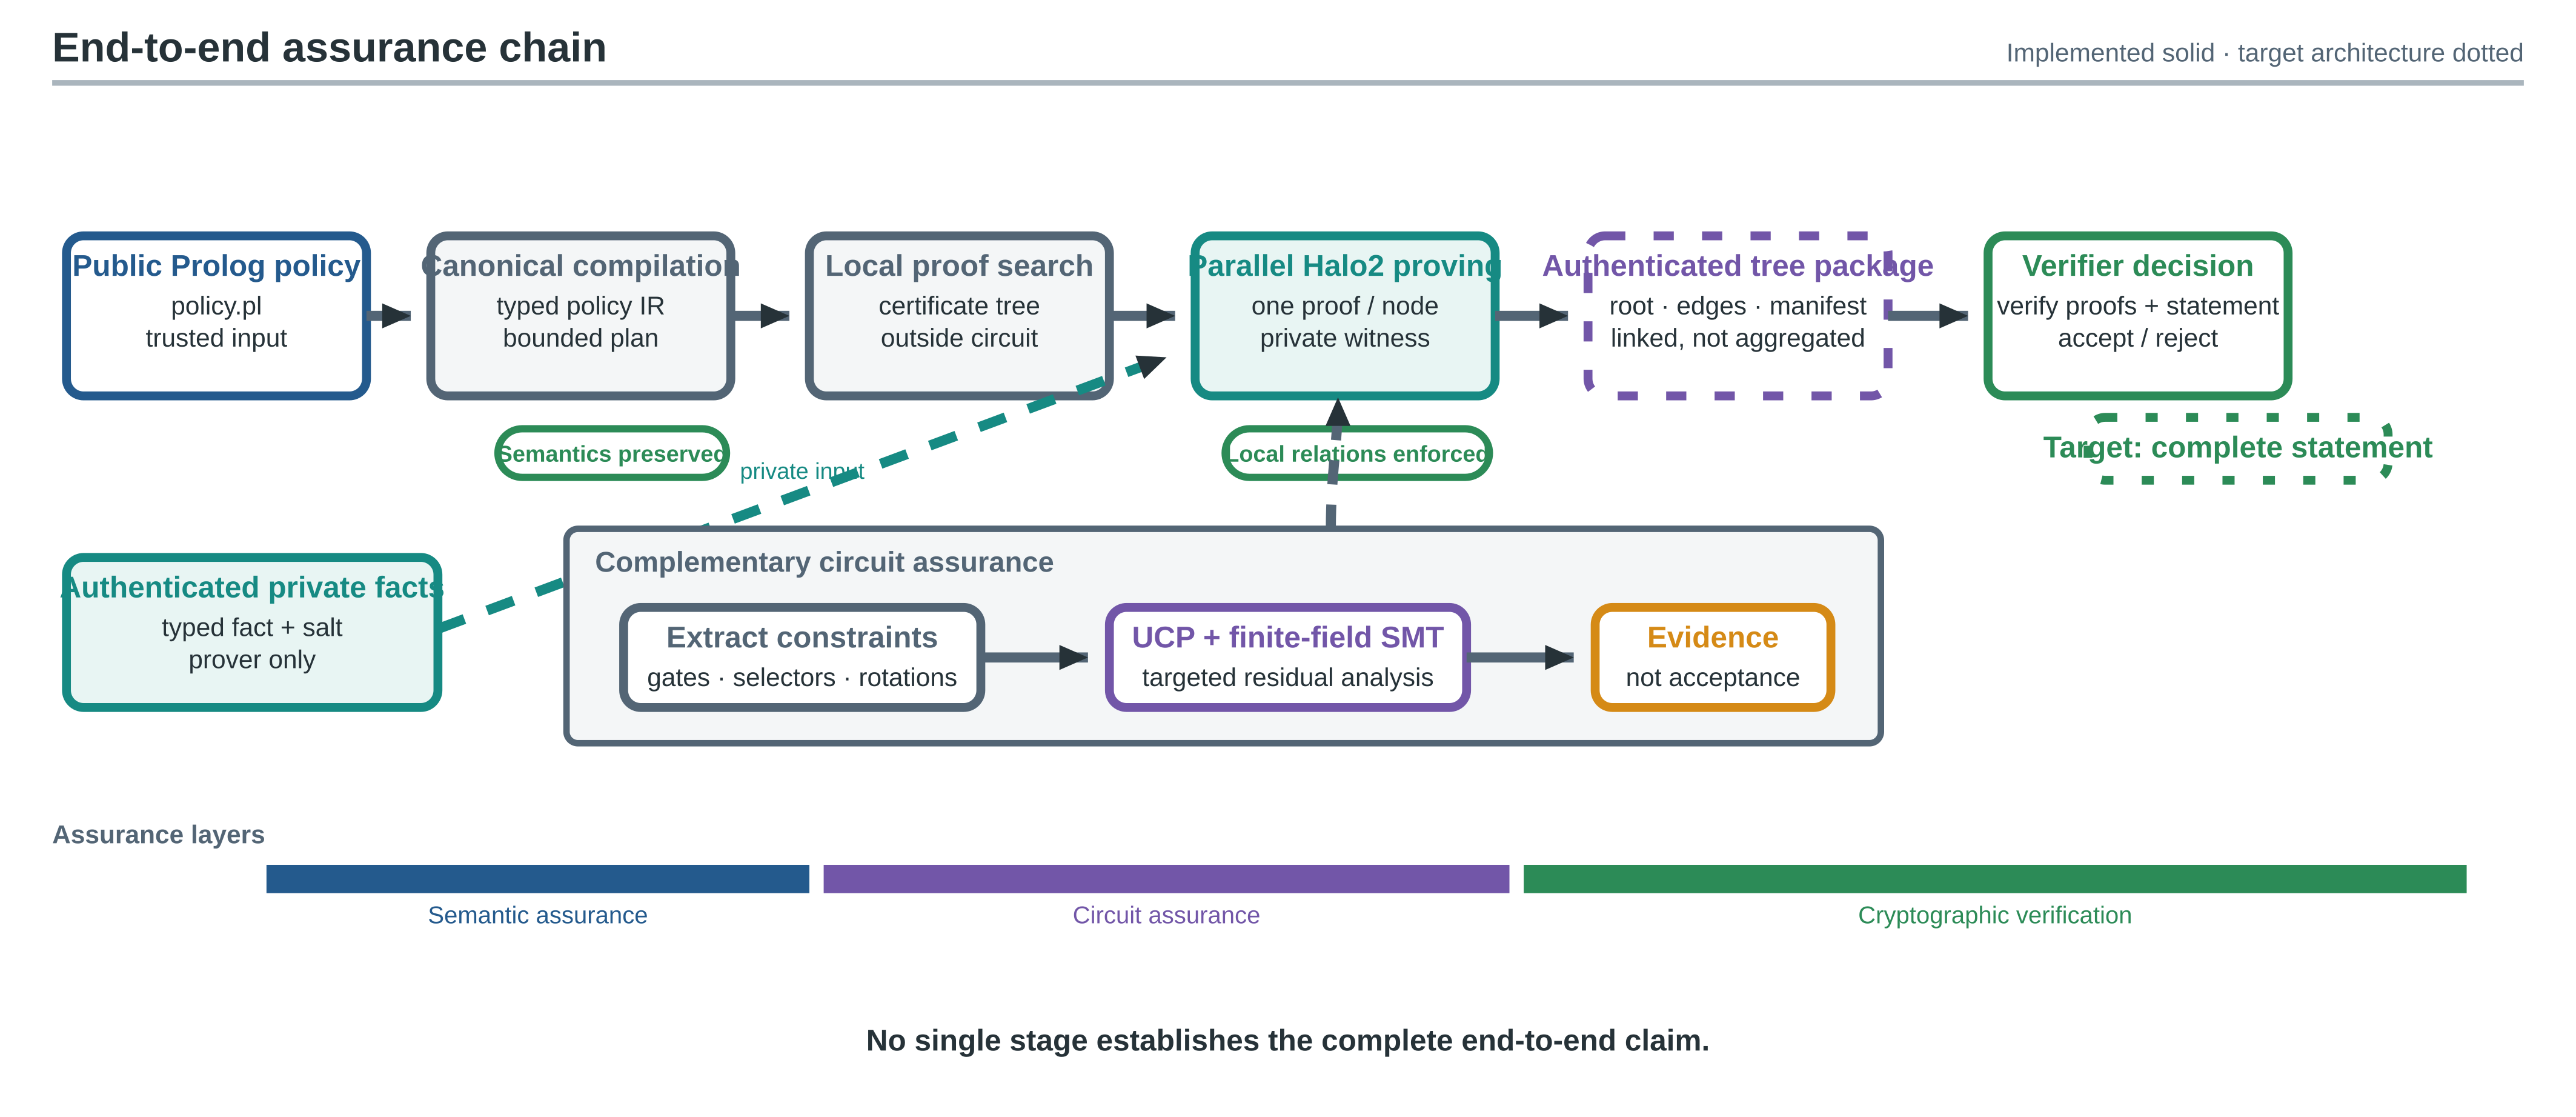 End-to-end assurance chain
Implemented solid · target architecture dotted
Public Prolog policy
policy.pl
trusted input
Canonical compilation
typed policy IR
bounded plan
Local proof search
certificate tree
outside circuit
Parallel Halo2 proving
one proof / node
private witness
Authenticated tree package
root · edges · manifest
linked, not aggregated
Verifier decision
verify proofs + statement
accept / reject
Semantics preserved
private input
Local relations enforced
Target: complete statement
Authenticated private facts
typed fact + salt
prover only
Complementary circuit assurance
Extract constraints
gates · selectors · rotations
UCP + finite-field SMT
targeted residual analysis
Evidence
not acceptance
Assurance layers
Semantic assurance
Circuit assurance
Cryptographic verification
No single stage establishes the complete end-to-end claim.